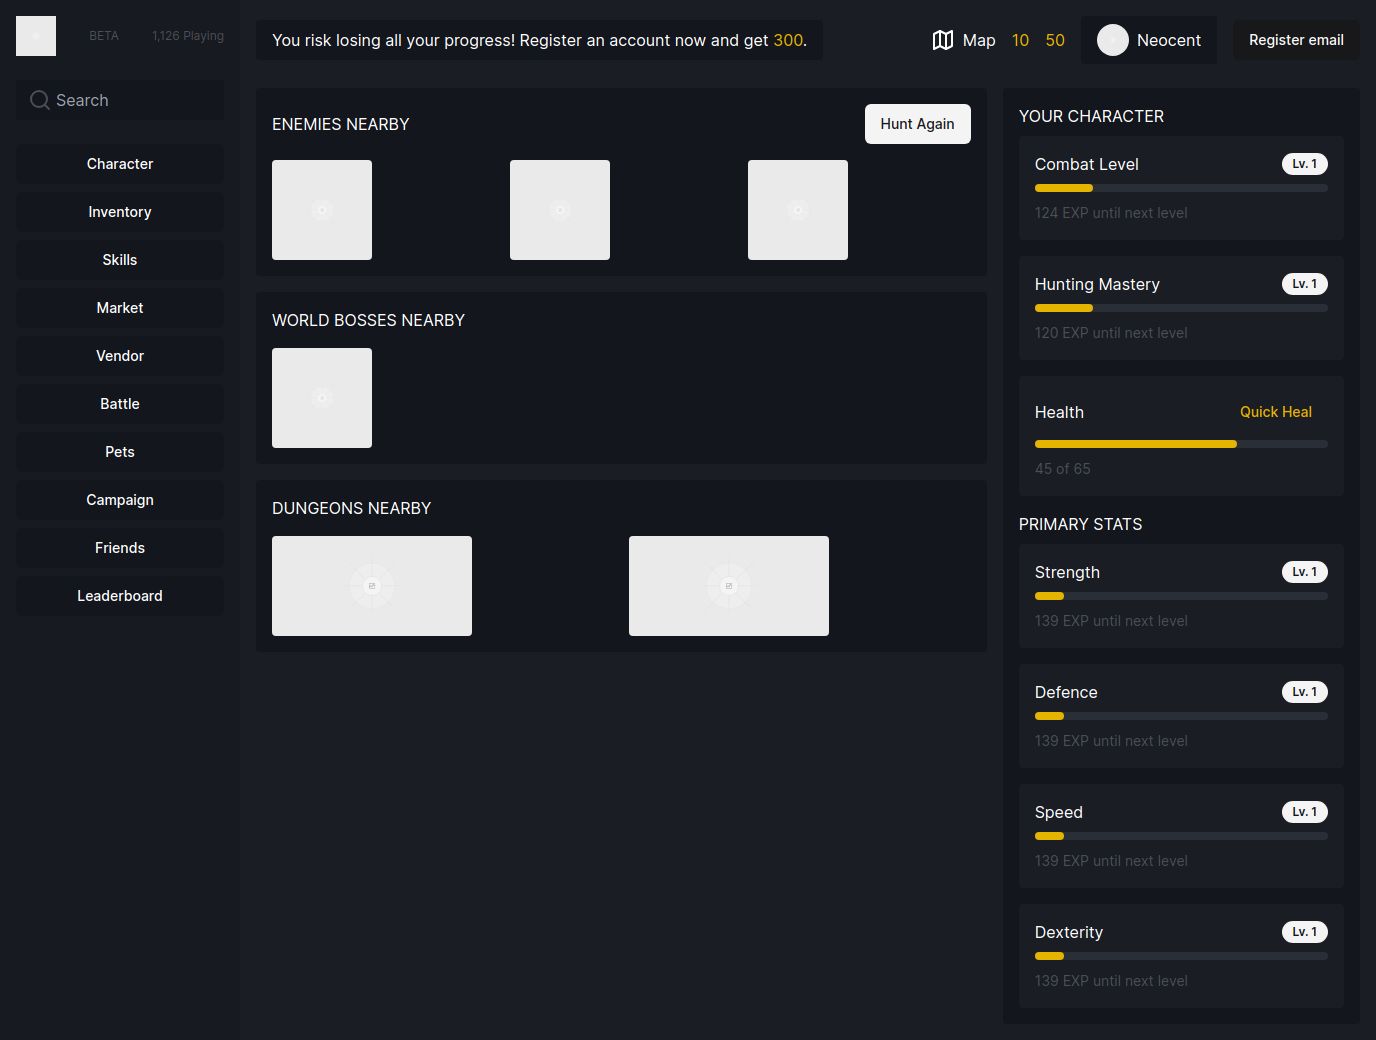 BETA
1,126 Playing
Search
Character
Inventory
Skills
Market
Vendor
Battle
Pets
Campaign
Friends
Leaderboard
You risk losing all your progress! Register an account now and get 300.
Map 10 50
Neocent
Register email
ENEMIES NEARBY
Hunt Again
WORLD BOSSES NEARBY
DUNGEONS NEARBY
YOUR CHARACTER
Combat Level Lv. 1
124 EXP until next level
Hunting Mastery Lv. 1
120 EXP until next level
Health Quick Heal
45 of 65
PRIMARY STATS
Strength Lv. 1
139 EXP until next level
Defence Lv. 1
139 EXP until next level
Speed Lv. 1
139 EXP until next level
Dexterity Lv. 1
139 EXP until next level